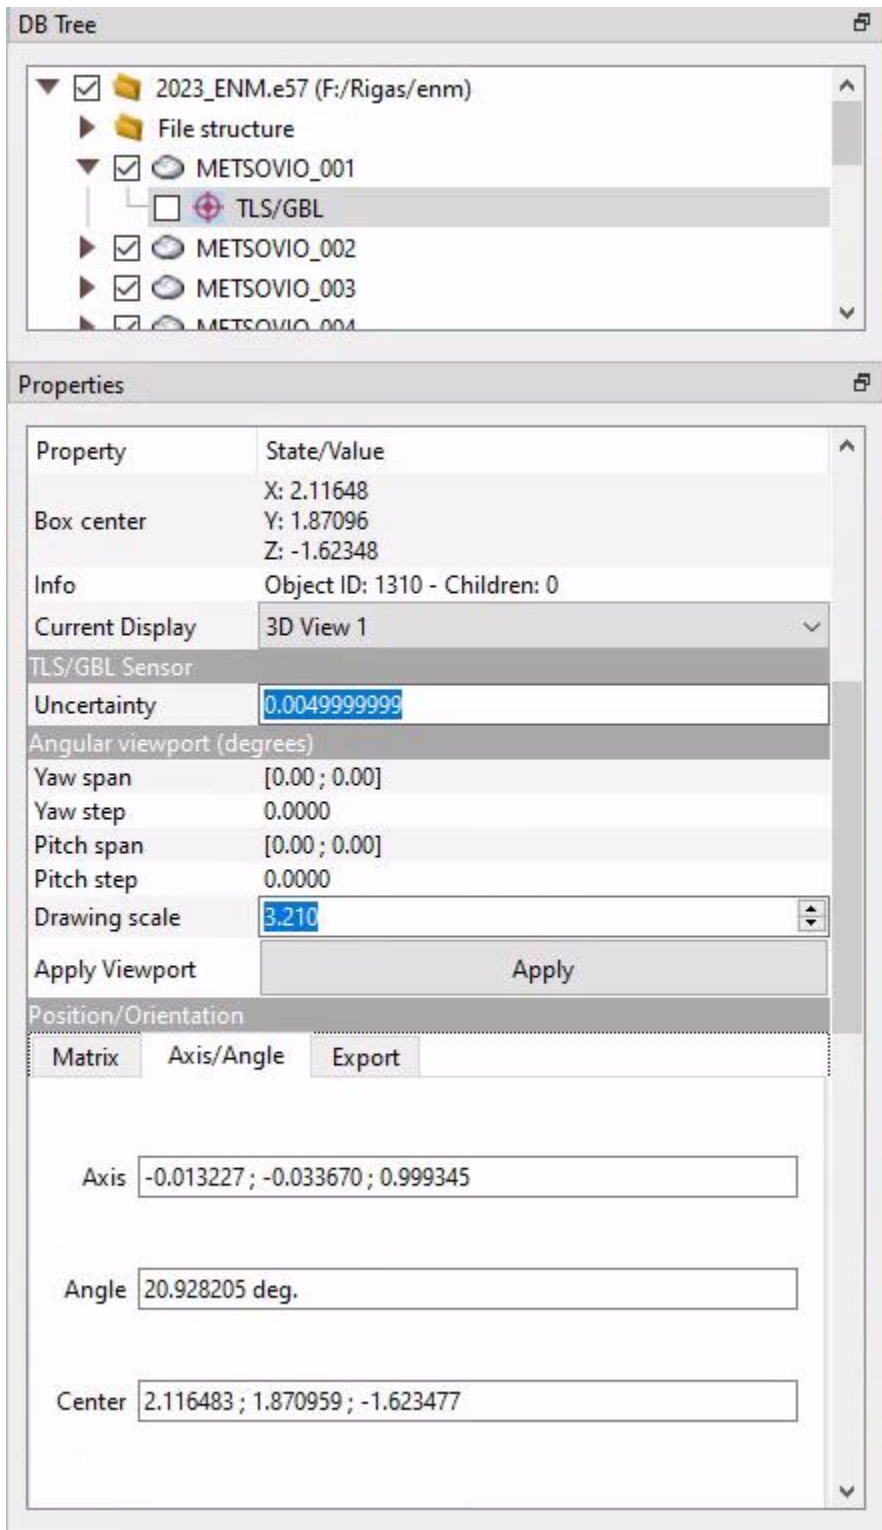 DB Tree
2023_ENM.e57 (F:/Rigas/enm)
File structure
METSOVIO_001
TLS/GBL
METSOVIO_002
METSOVIO_003
METSOVIO_004
Properties
Property State/Value
Box center X: 2.11648
Y: 1.87096
Z: -1.62348
Info Object ID: 1310 - Children: 0
Current Display 3D View 1
TLS/GBL Sensor
Uncertainty 0.0049999999
Angular viewport (degrees)
Yaw span [0.00 ; 0.00]
Yaw step 0.0000
Pitch span [0.00 ; 0.00]
Pitch step 0.0000
Drawing scale 3.210
Apply Viewport Apply
Position/Orientation
Matrix Axis/Angle Export
Axis -0.013227 ; -0.033670 ; 0.999345
Angle 20.928205 deg.
Center 2.116483 ; 1.870959 ; -1.623477